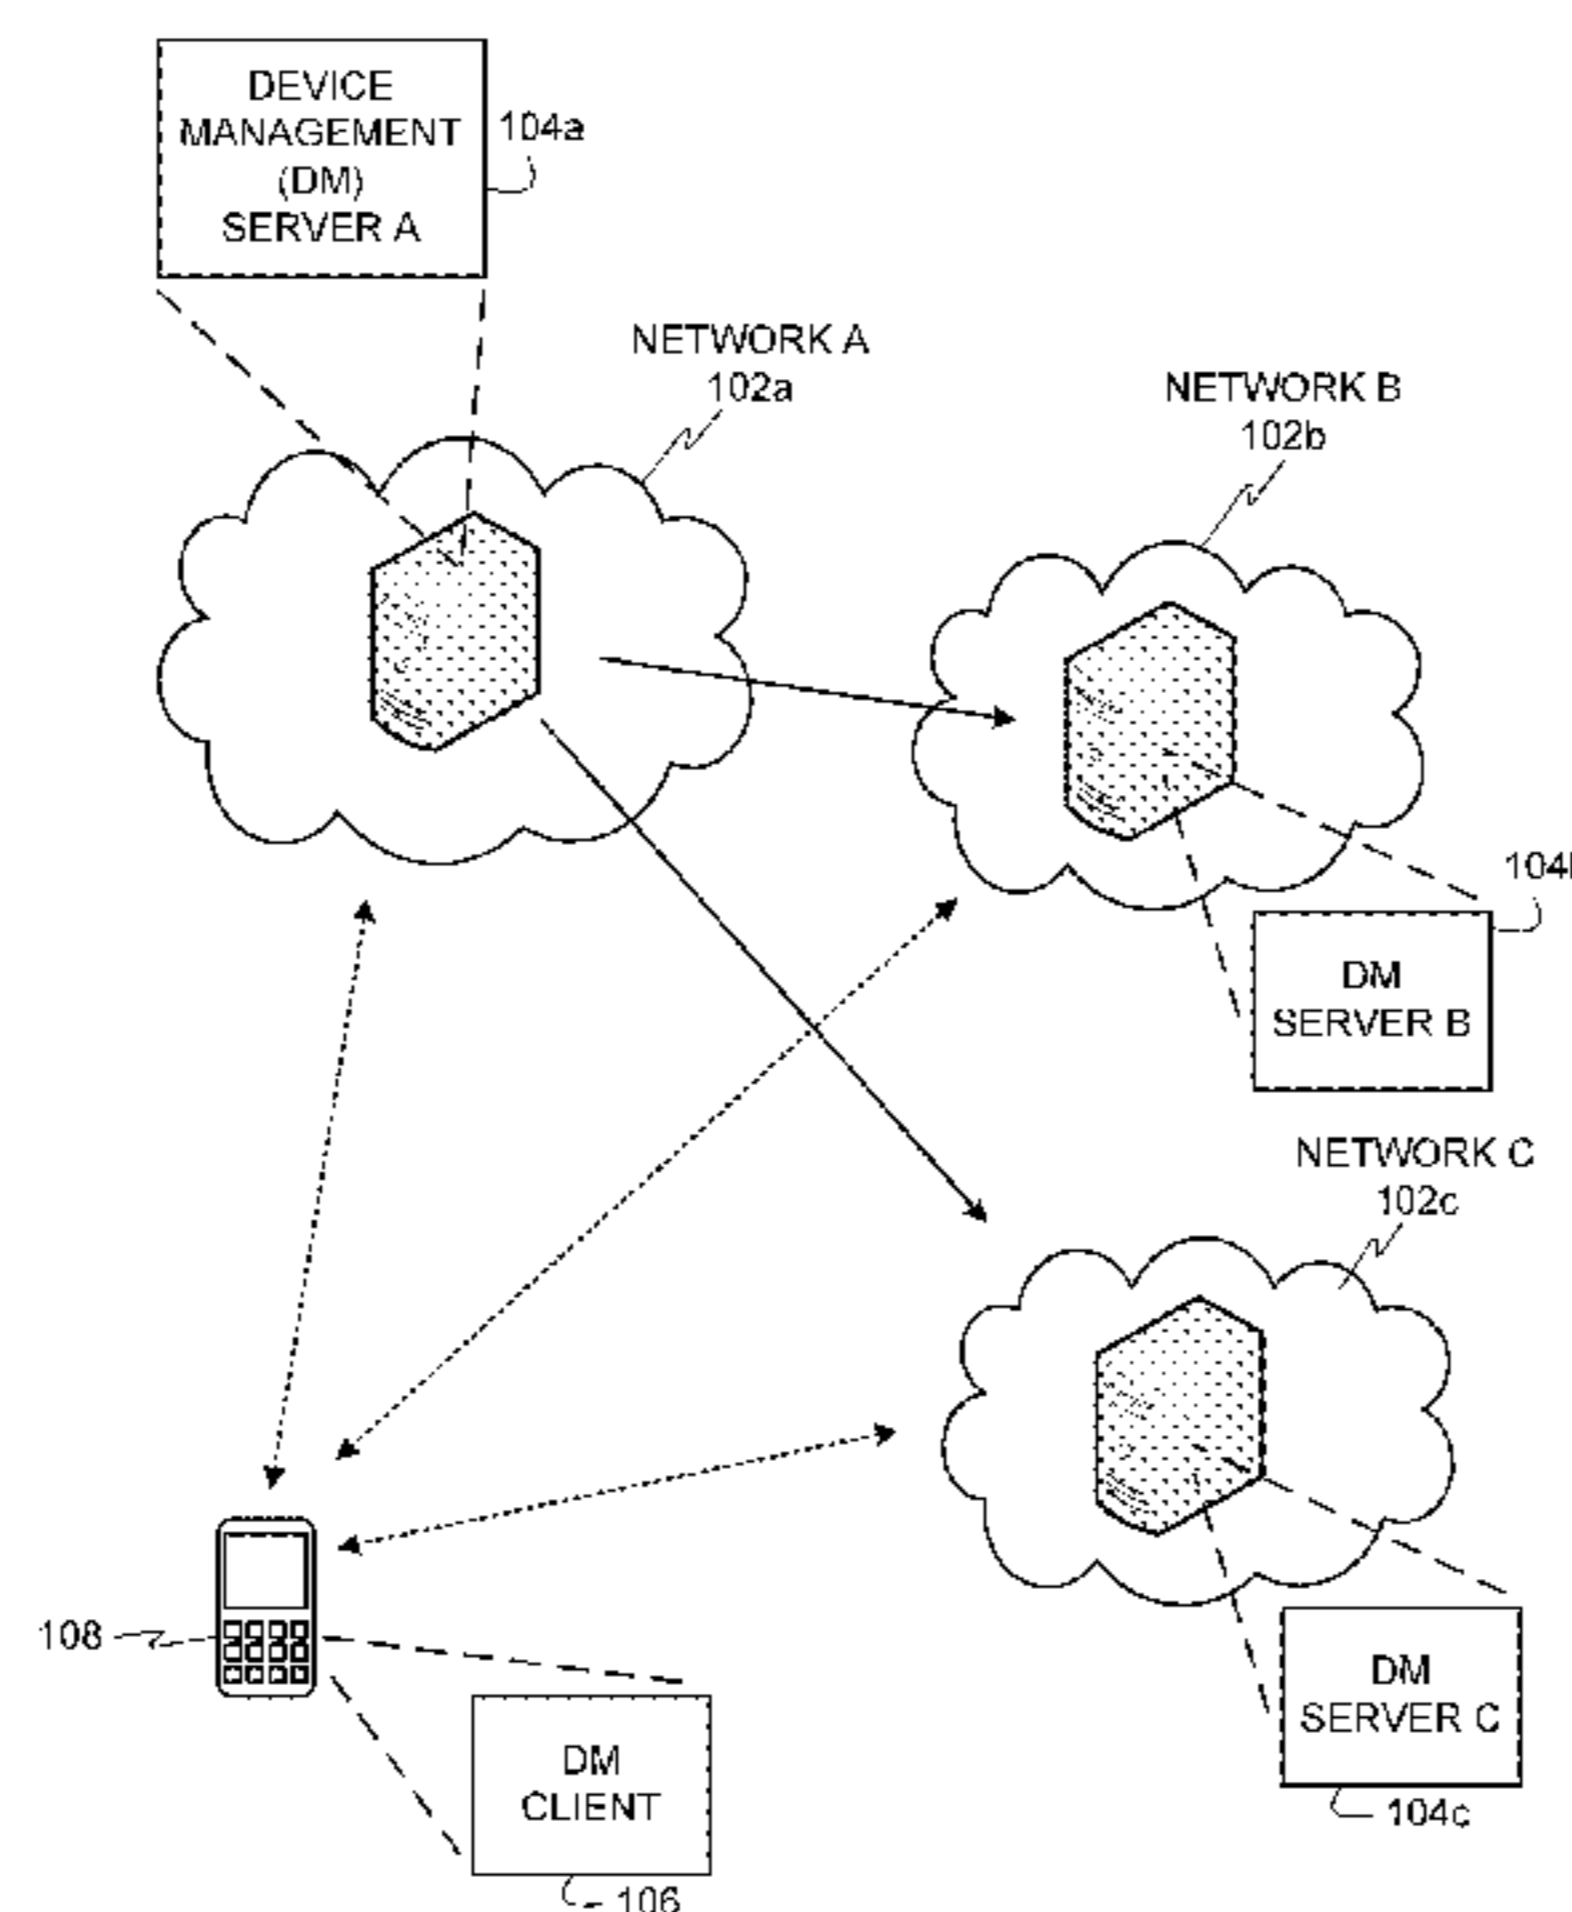 DEVICE
MANAGEMENT
(DM)
SERVER A
104a
NETWORK A
102a
NETWORK B
102b
DM
SERVER B
NETWORK C
102c
108
DM
CLIENT
106
DM
SERVER C
104c